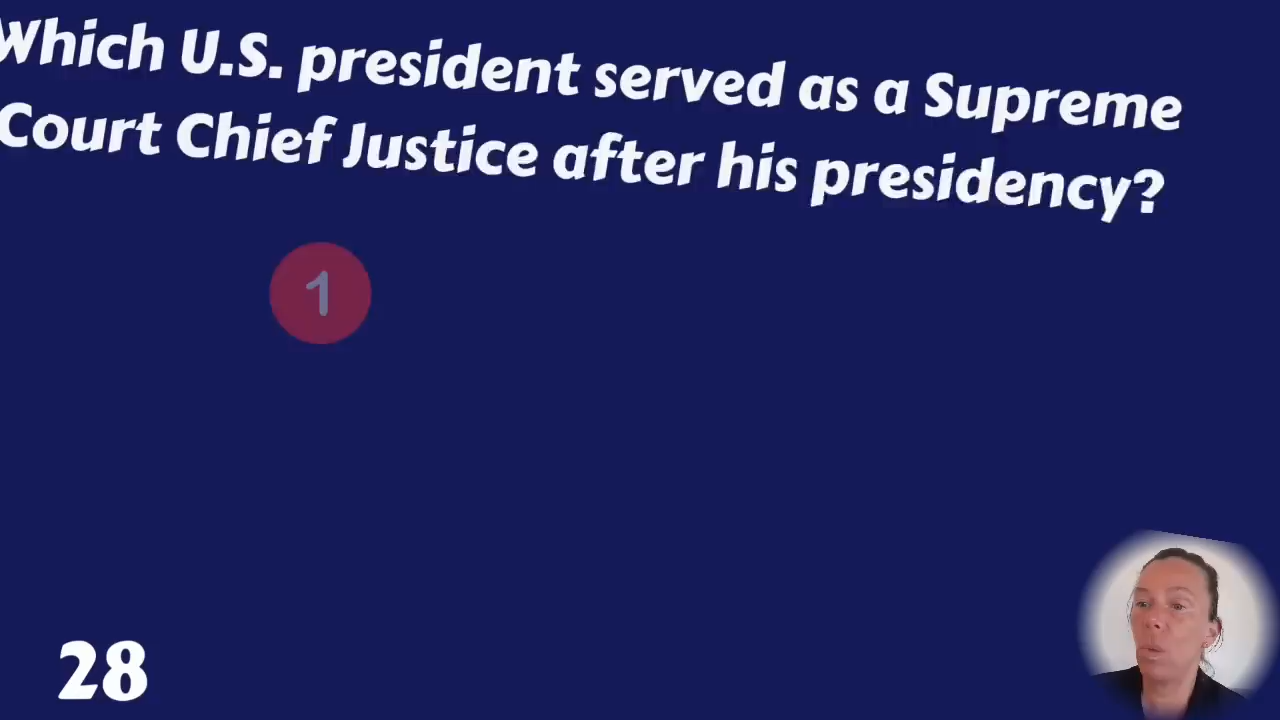 Which U.S. president served as a Supreme
Court Chief Justice after his presidency?
1
28